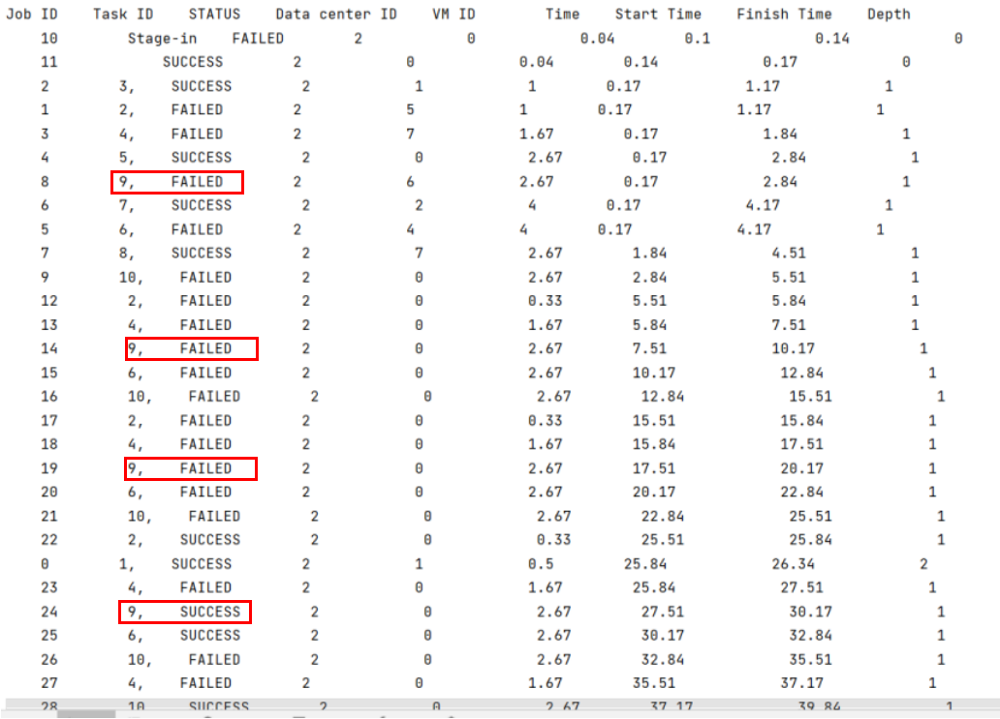 Job ID Task ID STATUS Data center ID VM ID Time Start Time Finish Time Depth
10 Stage-in FAILED 2 0 0.04 0.1 0.14 0
11 SUCCESS 2 0 0.04 0.14 0.17 0
2 3, SUCCESS 2 1 1 0.17 1.17 1
1 2, FAILED 2 5 1 0.17 1.17 1
3 4, FAILED 2 7 1.67 0.17 1.84 1
4 5, SUCCESS 2 0 2.67 0.17 2.84 1
8 9, FAILED 2 6 2.67 0.17 2.84 1
6 7, SUCCESS 2 2 4 0.17 4.17 1
5 6, FAILED 2 4 4 0.17 4.17 1
7 8, SUCCESS 2 7 2.67 1.84 4.51 1
9 10, FAILED 2 0 2.67 2.84 5.51 1
12 2, FAILED 2 0 0.33 5.51 5.84 1
13 4, FAILED 2 0 1.67 5.84 7.51 1
14 9, FAILED 2 0 2.67 7.51 10.17 1
15 6, FAILED 2 0 2.67 10.17 12.84 1
16 10, FAILED 2 0 2.67 12.84 15.51 1
17 2, FAILED 2 0 0.33 15.51 15.84 1
18 4, FAILED 2 0 1.67 15.84 17.51 1
19 9, FAILED 2 0 2.67 17.51 20.17 1
20 6, FAILED 2 0 2.67 20.17 22.84 1
21 10, FAILED 2 0 2.67 22.84 25.51 1
22 2, SUCCESS 2 0 0.33 25.51 25.84 1
0 1, SUCCESS 2 1 0.5 25.84 26.34 2
23 4, FAILED 2 0 1.67 25.84 27.51 1
24 9, SUCCESS 2 0 2.67 27.51 30.17 1
25 6, SUCCESS 2 0 2.67 30.17 32.84 1
26 10, FAILED 2 0 2.67 32.84 35.51 1
27 4, FAILED 2 0 1.67 35.51 37.17 1
28 10 SUCCESS 2 0 2.67 37.17 39.84 1